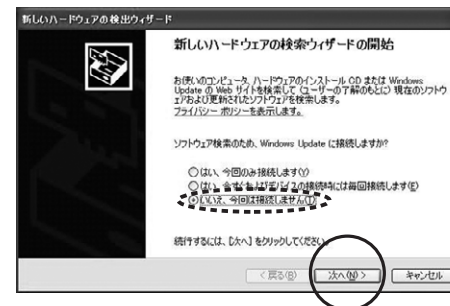 新しいハードウェアの検出ウィザード
新しいハードウェアの検索ウィザードの開始
お使いのコンピュータ、ハードウェアのインストール CD または Windows
Update の Web サイトを検索して (ユーザーの了解のもとに) 現在のソフトウ
ェアおよび更新されたソフトウェアを検索します。
プライバシー ポリシーを表示します。
ソフトウェア検索のため、Windows Update に接続しますか?
はい、今回のみ接続します(Y)
はい、今すぐおよびデバイスの接続時には毎回接続します(E)
いいえ、今回は接続しません(T)
続行するには、[次へ] をクリックしてください。
< 戻る(B)
次へ(N) >
キャンセル